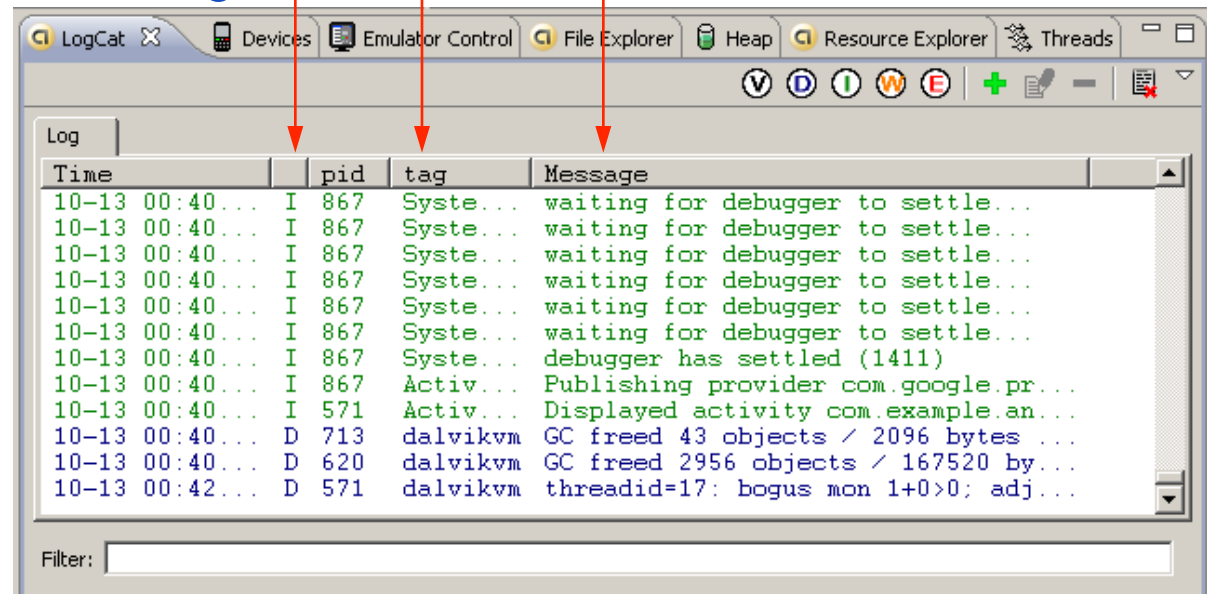 LogCat Devices Emulator Control File Explorer Heap Resource Explorer Threads
V D I W E
Log
Time pid tag Message
10-13 00:40... I 867 Syste... waiting for debugger to settle...
10-13 00:40... I 867 Syste... waiting for debugger to settle...
10-13 00:40... I 867 Syste... waiting for debugger to settle...
10-13 00:40... I 867 Syste... waiting for debugger to settle...
10-13 00:40... I 867 Syste... waiting for debugger to settle...
10-13 00:40... I 867 Syste... waiting for debugger to settle...
10-13 00:40... I 867 Syste... debugger has settled (1411)
10-13 00:40... I 867 Activ... Publishing provider com.google.pr...
10-13 00:40... I 571 Activ... Displayed activity com.example.an...
10-13 00:40... D 713 dalvikvm GC freed 43 objects / 2096 bytes ...
10-13 00:40... D 620 dalvikvm GC freed 2956 objects / 167520 by...
10-13 00:42... D 571 dalvikvm threadid=17: bogus mon 1+0>0; adj...
Filter: